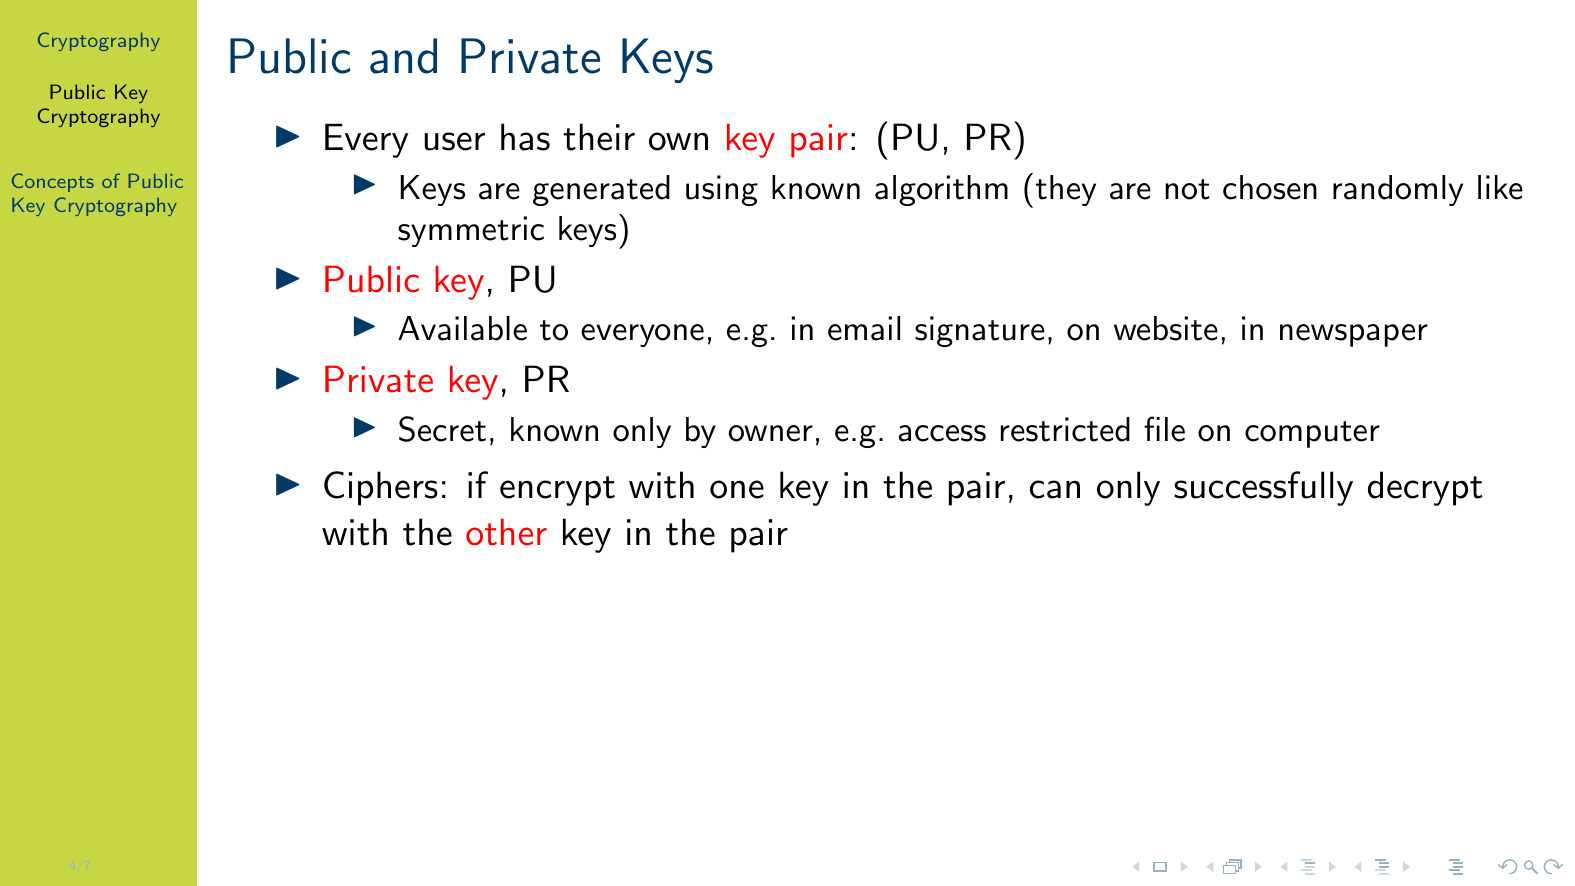 Cryptography
Public Key
Cryptography
Concepts of Public
Key Cryptography
Public and Private Keys
Every user has their own key pair: (PU, PR)
Keys are generated using known algorithm (they are not chosen randomly like
symmetric keys)
Public key, PU
Available to everyone, e.g. in email signature, on website, in newspaper
Private key, PR
Secret, known only by owner, e.g. access restricted file on computer
Ciphers: if encrypt with one key in the pair, can only successfully decrypt
with the other key in the pair
4/7